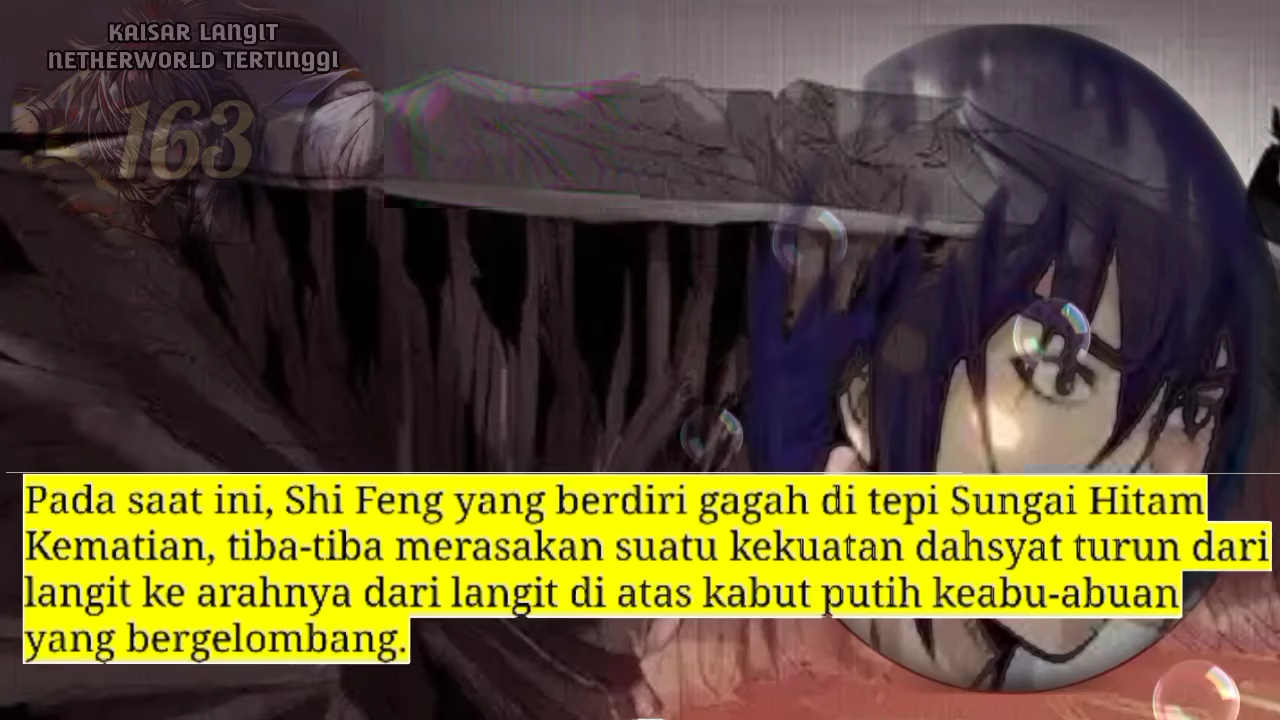 KAISAR LANGIT
NETHERWORLD TERTINGGI
163
Pada saat ini, Shi Feng yang berdiri gagah di tepi Sungai Hitam
Kematian, tiba-tiba merasakan suatu kekuatan dahsyat turun dari
langit ke arahnya dari langit di atas kabut putih keabu-abuan
yang bergelombang.